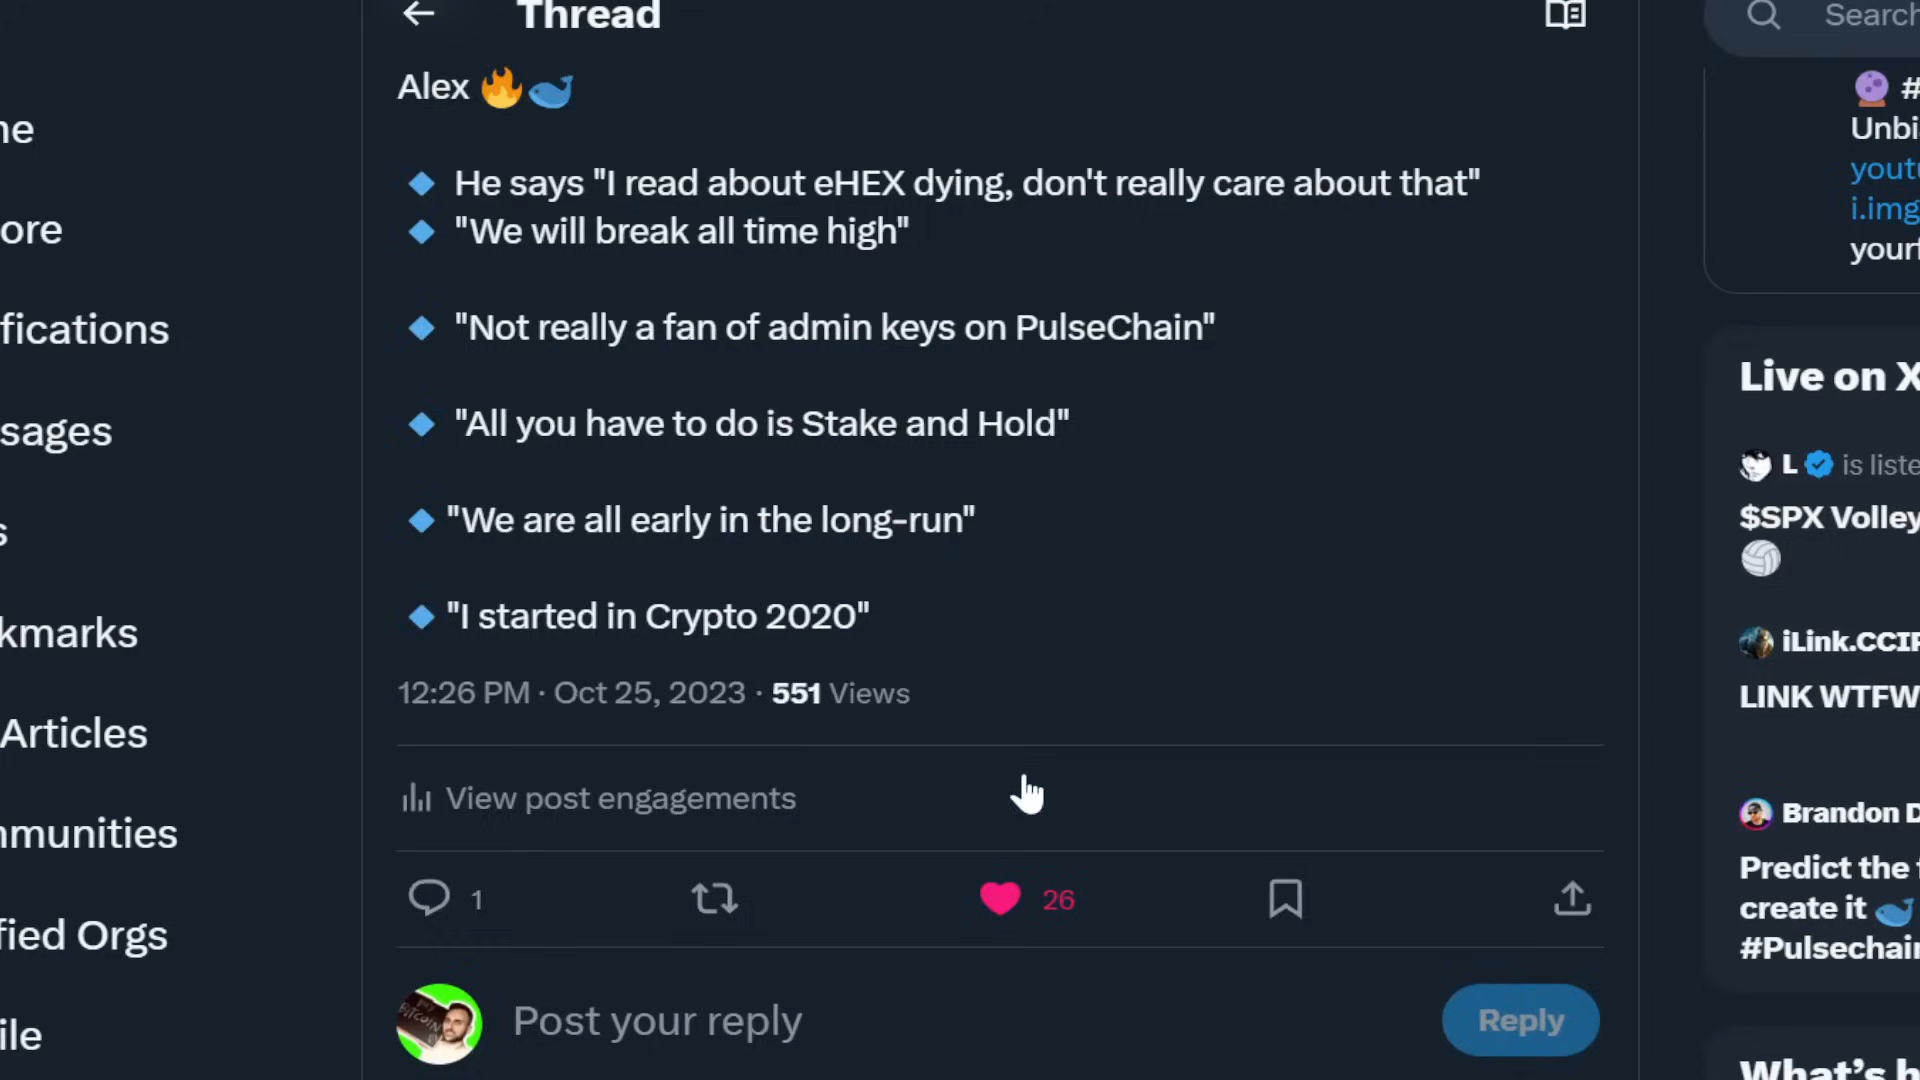 Thread
Search
Alex 🔥🐋
🔷 He says "I read about eHEX dying, don't really care about that"
🔷 "We will break all time high"
🔷 "Not really a fan of admin keys on PulseChain"
🔷 "All you have to do is Stake and Hold"
🔷 "We are all early in the long-run"
🔷 "I started in Crypto 2020"
12:26 PM · Oct 25, 2023 · 551 Views
View post engagements
1
26
Post your reply
Reply
ne
ore
fications
sages
s
kmarks
Articles
mmunities
fied Orgs
ile
#
Unbi
yout
i.img
your
Live on X
L is liste
$SPX Volley
iLink.CCIP
LINK WTFW
Brandon D
Predict the f
create it 🐋
#Pulsechain
What's h